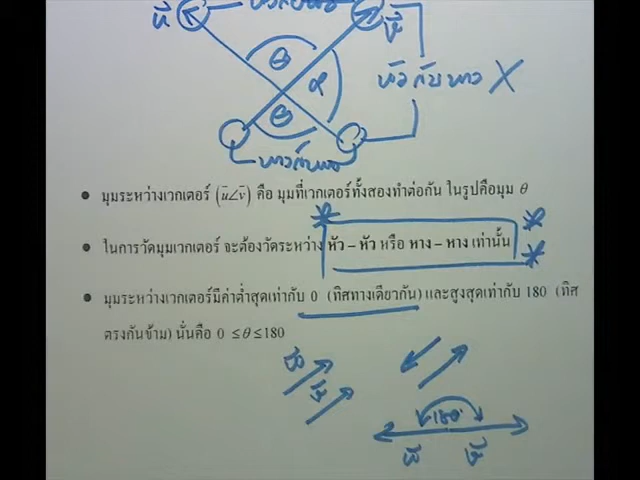 หัวกับหัว
θ
α
หัว กับ หาง X
θ
หางกับหาง
• มุมระหว่างเวกเตอร์ (u∠v) คือ มุมที่เวกเตอร์ทั้งสองทำต่อกัน ในรูปคือมุม θ
• ในการวัดมุมเวกเตอร์ จะต้องวัดระหว่าง หัว – หัว หรือ หาง – หาง เท่านั้น
• มุมระหว่างเวกเตอร์มีค่าต่ำสุดเท่ากับ 0 (ทิศทางเดียวกัน) และสูงสุดเท่ากับ 180 (ทิศ
ตรงกันข้าม) นั่นคือ 0 ≤ θ ≤ 180
180